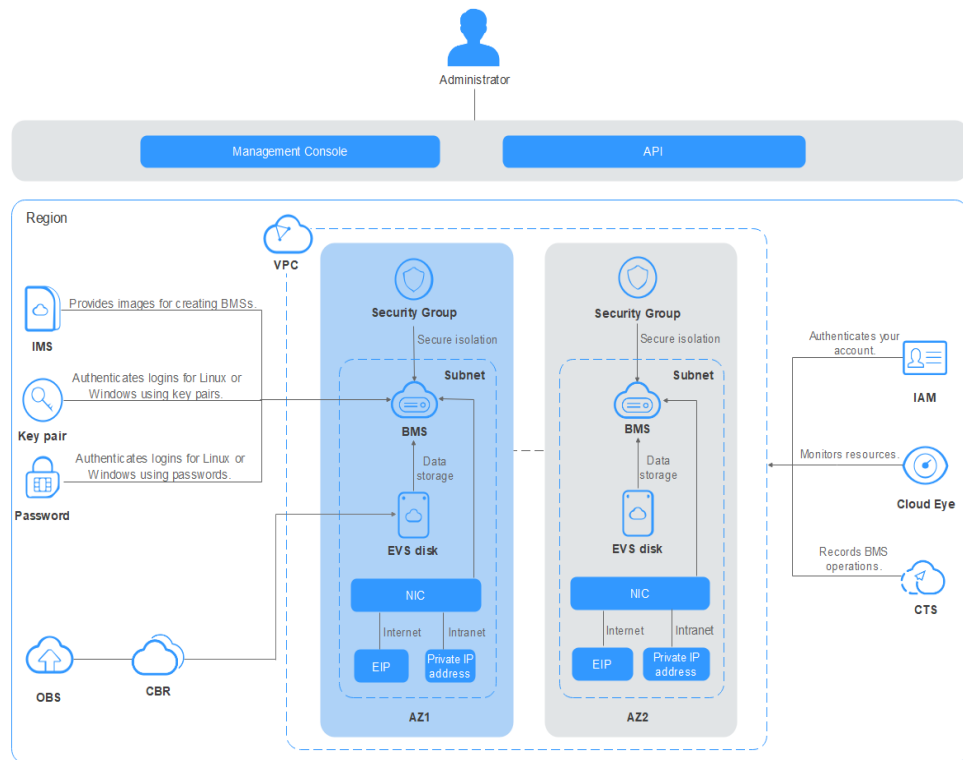 Administrator
Management Console
API
Region
VPC
Security Group
Security Group
Provides images for creating BMSs.
IMS
Secure isolation
Secure isolation
Authenticates your
account.
IAM
Subnet
Subnet
Authenticates logins for Linux or
Windows using key pairs.
Key pair
BMS
BMS
Authenticates logins for Linux or
Windows using passwords.
Password
Data
storage
Data
storage
Monitors resources.
Cloud Eye
EVS disk
EVS disk
Records BMS
operations.
CTS
NIC
NIC
Internet
Intranet
Internet
Intranet
EIP
Private IP
address
EIP
Private IP
address
OBS
CBR
AZ1
AZ2